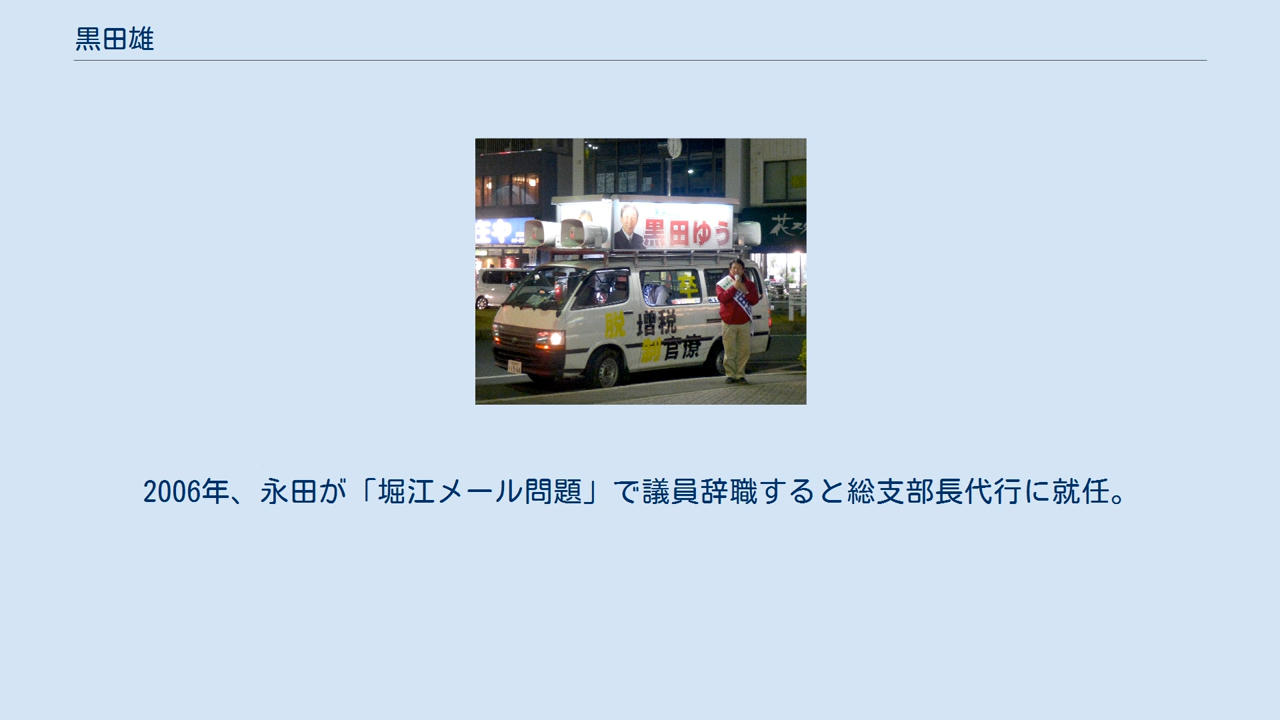 黒田雄
黒田ゆう
脱 増税
制 官僚
2006年、永田が「堀江メール問題」で議員辞職すると総支部長代行に就任。